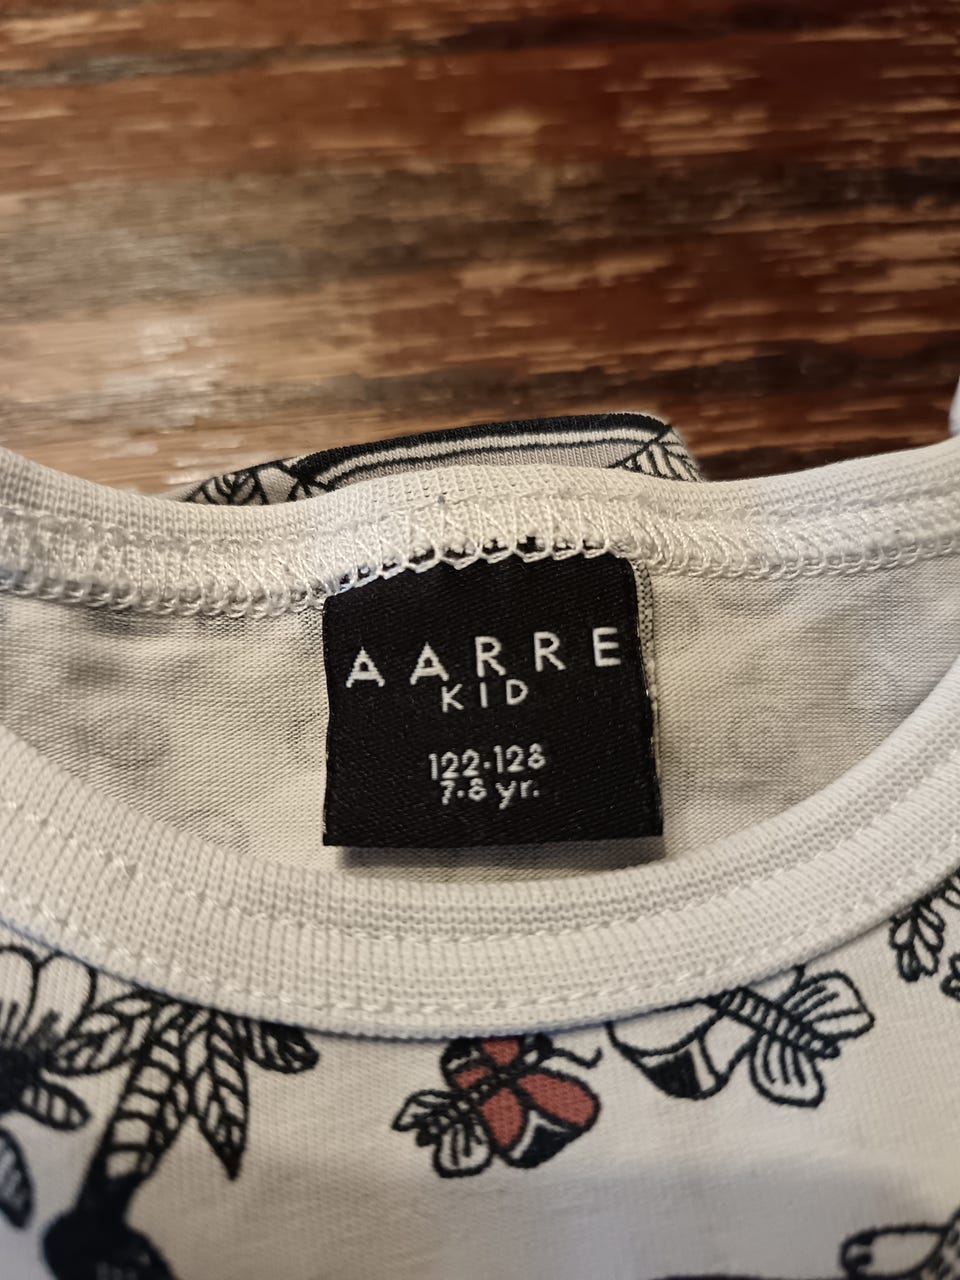 AARRE
KID
122-128
7-8 yr.